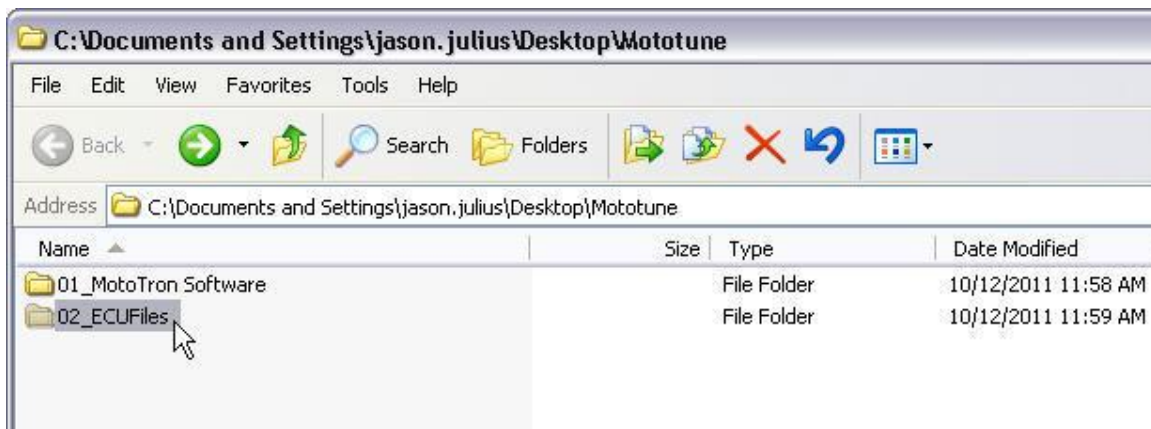 C:\Documents and Settings\jason.julius\Desktop\Mototune
File Edit View Favorites Tools Help
Back Search Folders
Address C:\Documents and Settings\jason.julius\Desktop\Mototune
Name Size Type Date Modified
01_MotoTron Software File Folder 10/12/2011 11:58 AM
02_ECUFiles File Folder 10/12/2011 11:59 AM